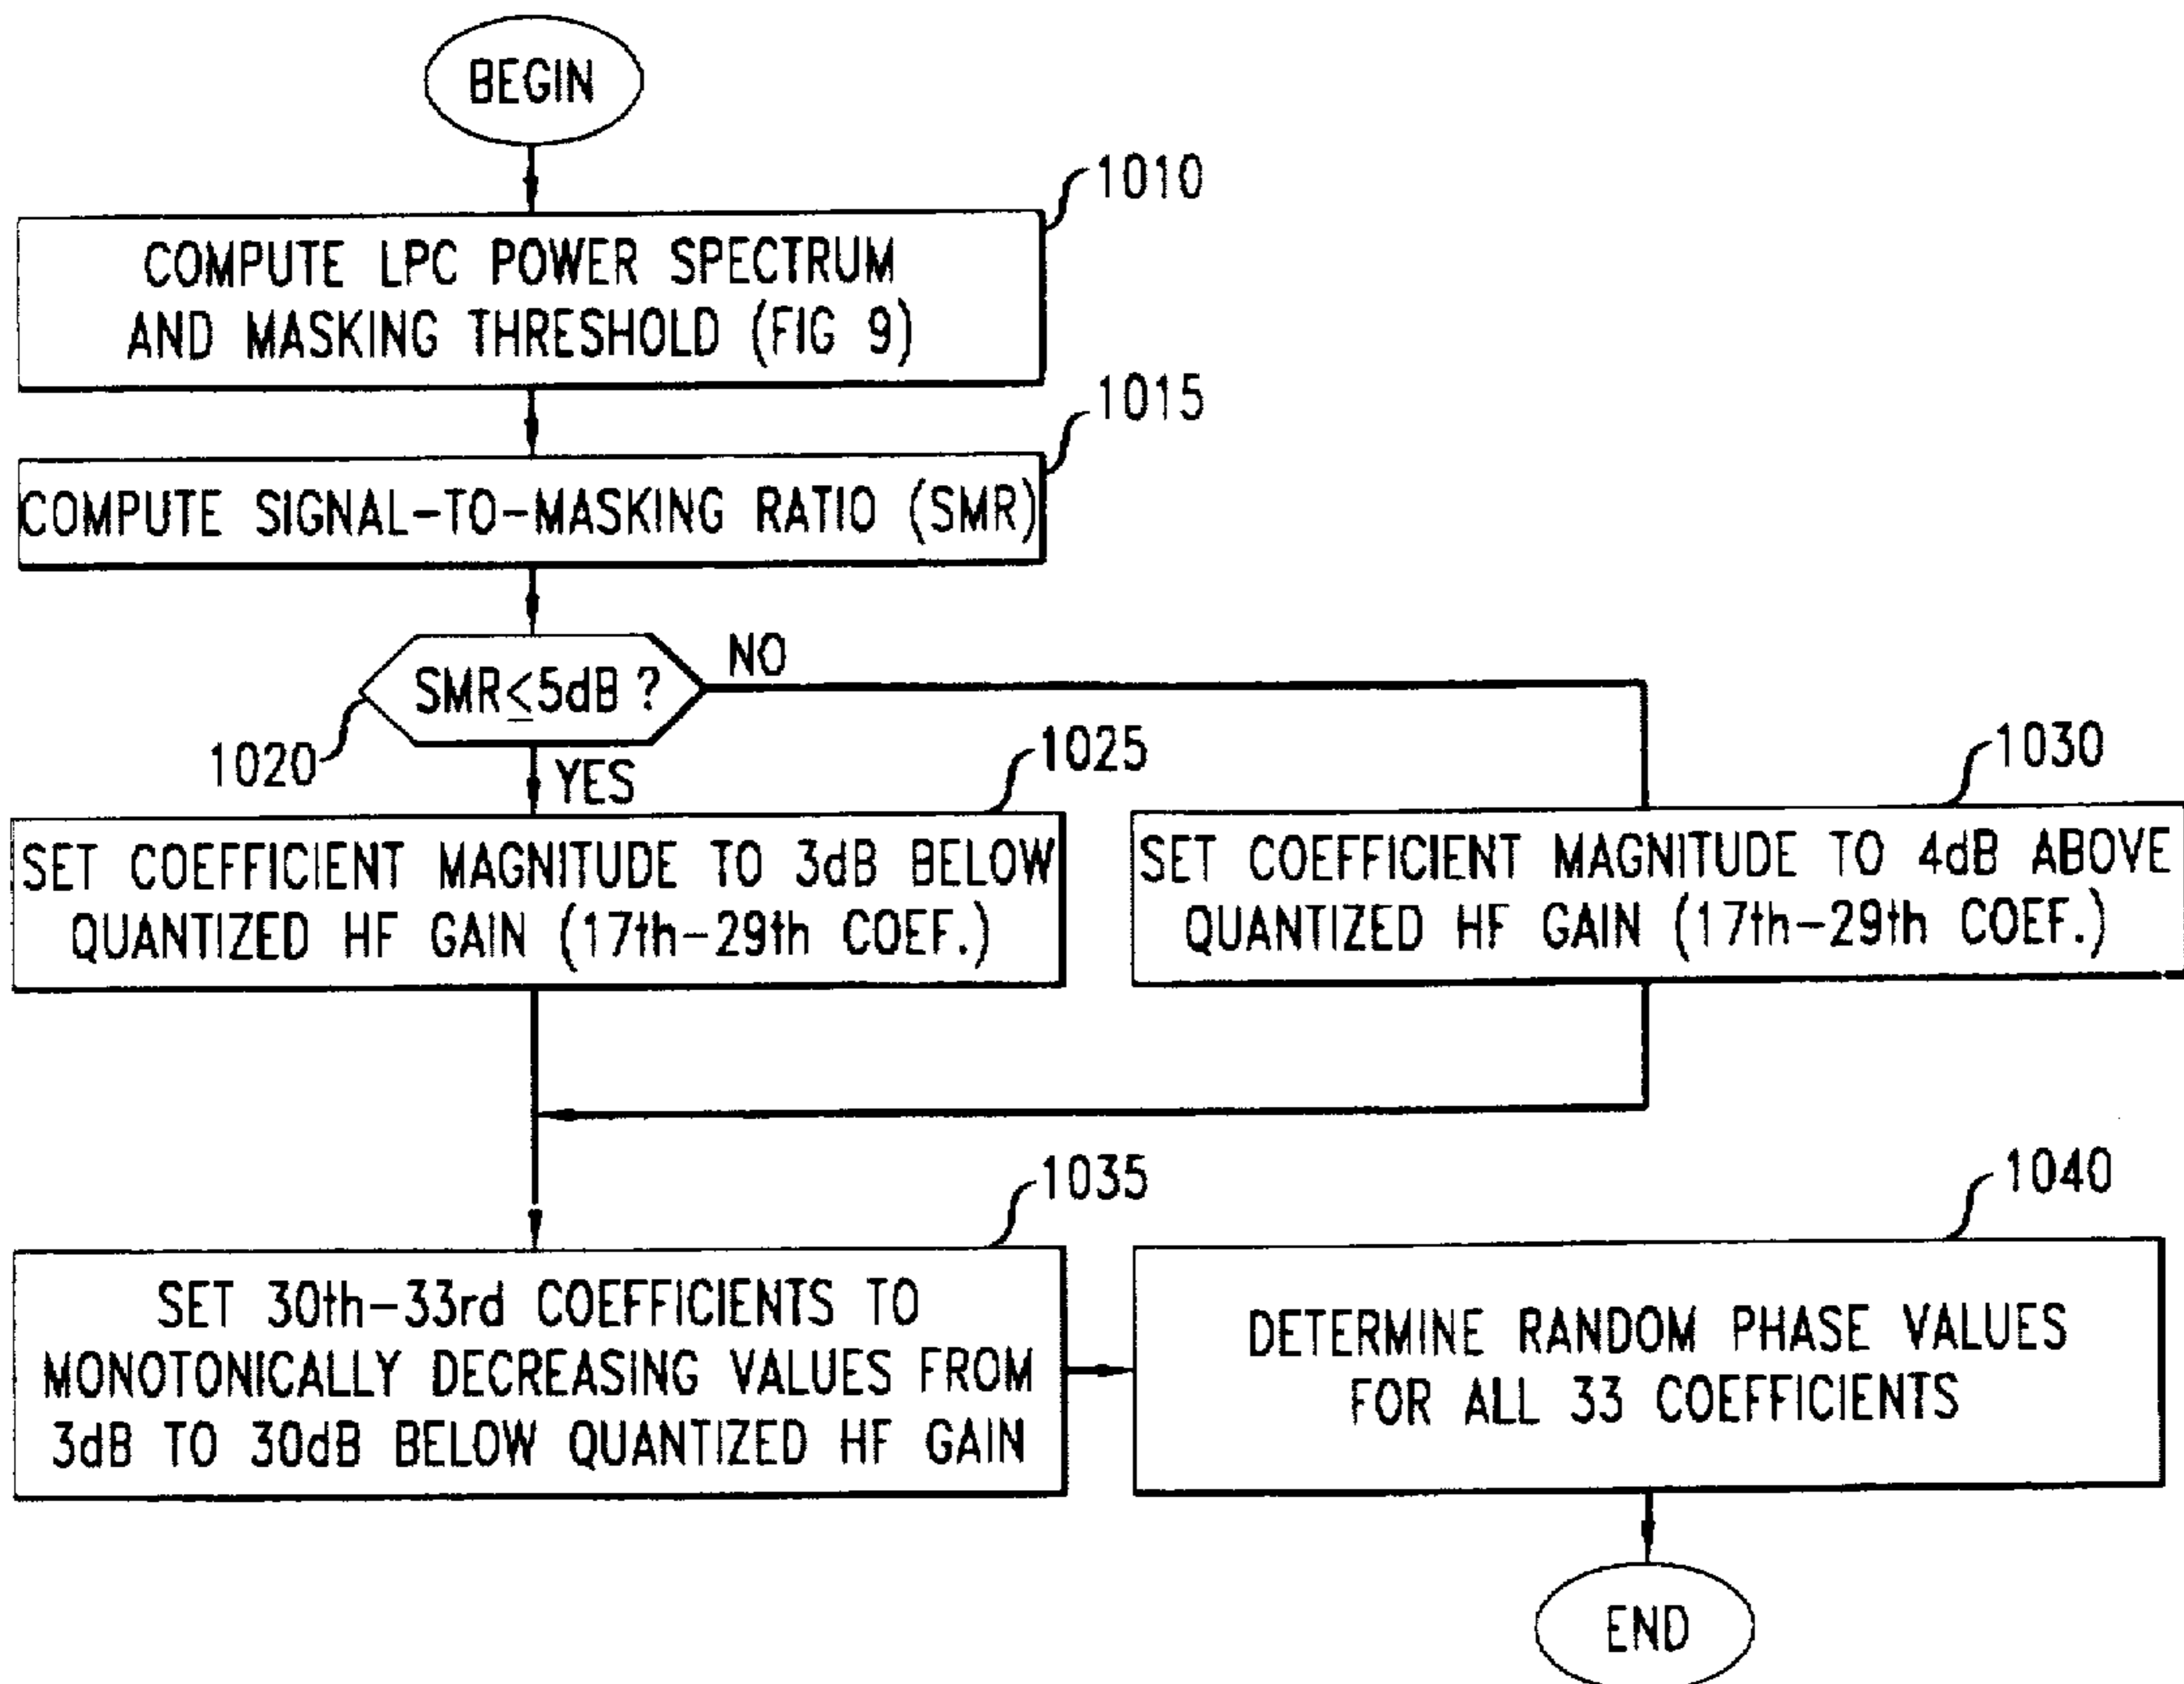 BEGIN
1010
COMPUTE LPC POWER SPECTRUM
AND MASKING THRESHOLD (FIG 9)
1015
COMPUTE SIGNAL-TO-MASKING RATIO (SMR)
NO
SMR≤5dB ?
1020
YES
1025
1030
SET COEFFICIENT MAGNITUDE TO 3dB BELOW
QUANTIZED HF GAIN (17th-29th COEF.)
SET COEFFICIENT MAGNITUDE TO 4dB ABOVE
QUANTIZED HF GAIN (17th-29th COEF.)
1035
1040
SET 30th-33rd COEFFICIENTS TO
MONOTONICALLY DECREASING VALUES FROM
3dB TO 30dB BELOW QUANTIZED HF GAIN
DETERMINE RANDOM PHASE VALUES
FOR ALL 33 COEFFICIENTS
END